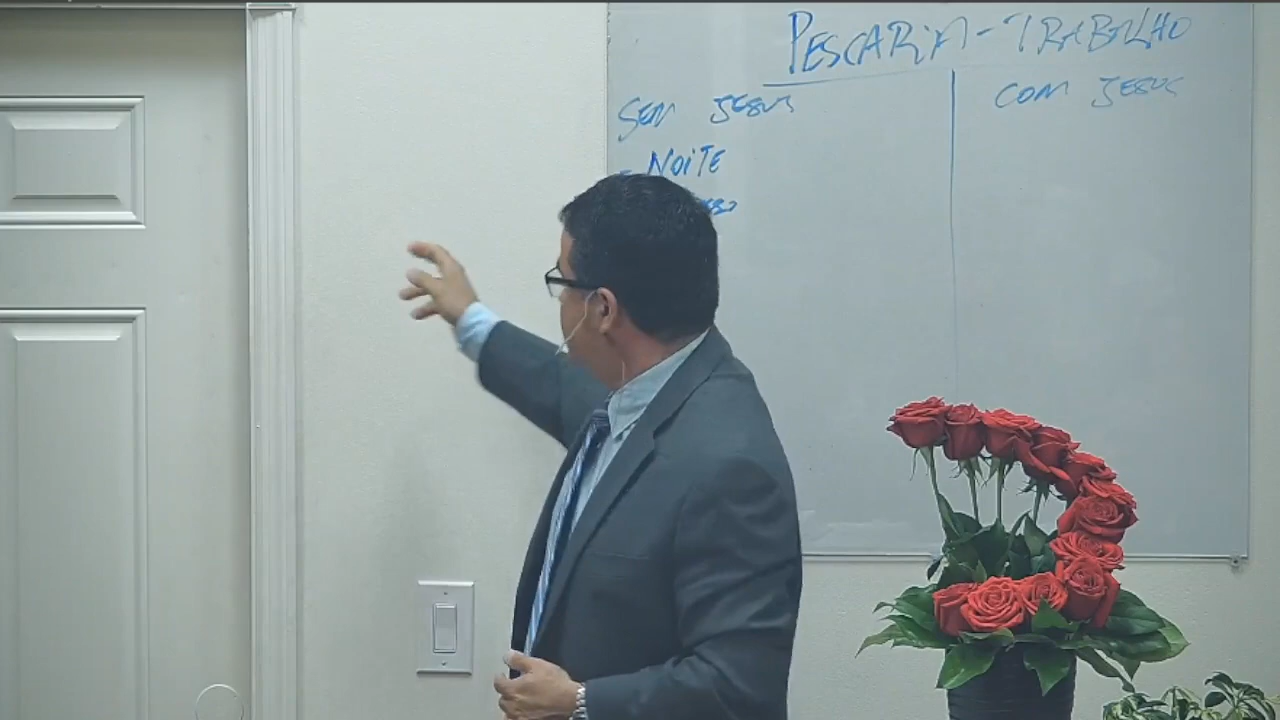 PESCARIA - TRABALHO
SEM JESUS
COM JESUS
- NOITE